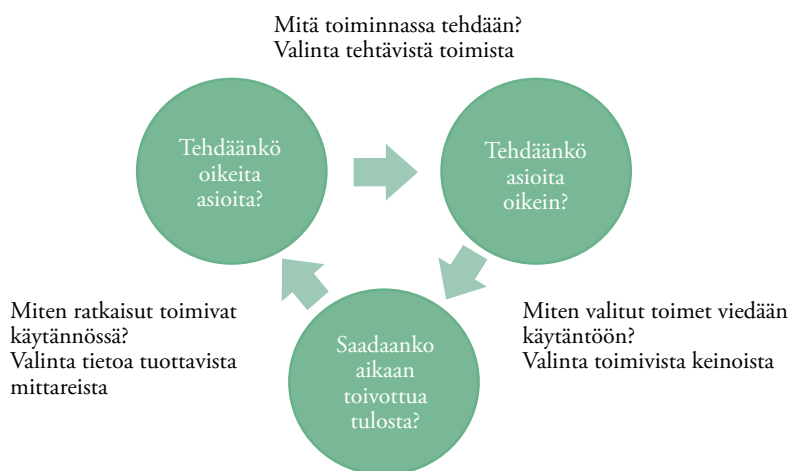 Mitä toiminnassa tehdään?
Valinta tehtävistä toimista
Tehdäänkö
oikeita
asioita?
Tehdäänkö
asioita
oikein?
Miten ratkaisut toimivat
käytännössä?
Valinta tietoa tuottavista
mittareista
Saadaanko
aikaan
toivottua
tulosta?
Miten valitut toimet viedään
käytäntöön?
Valinta toimivista keinoista